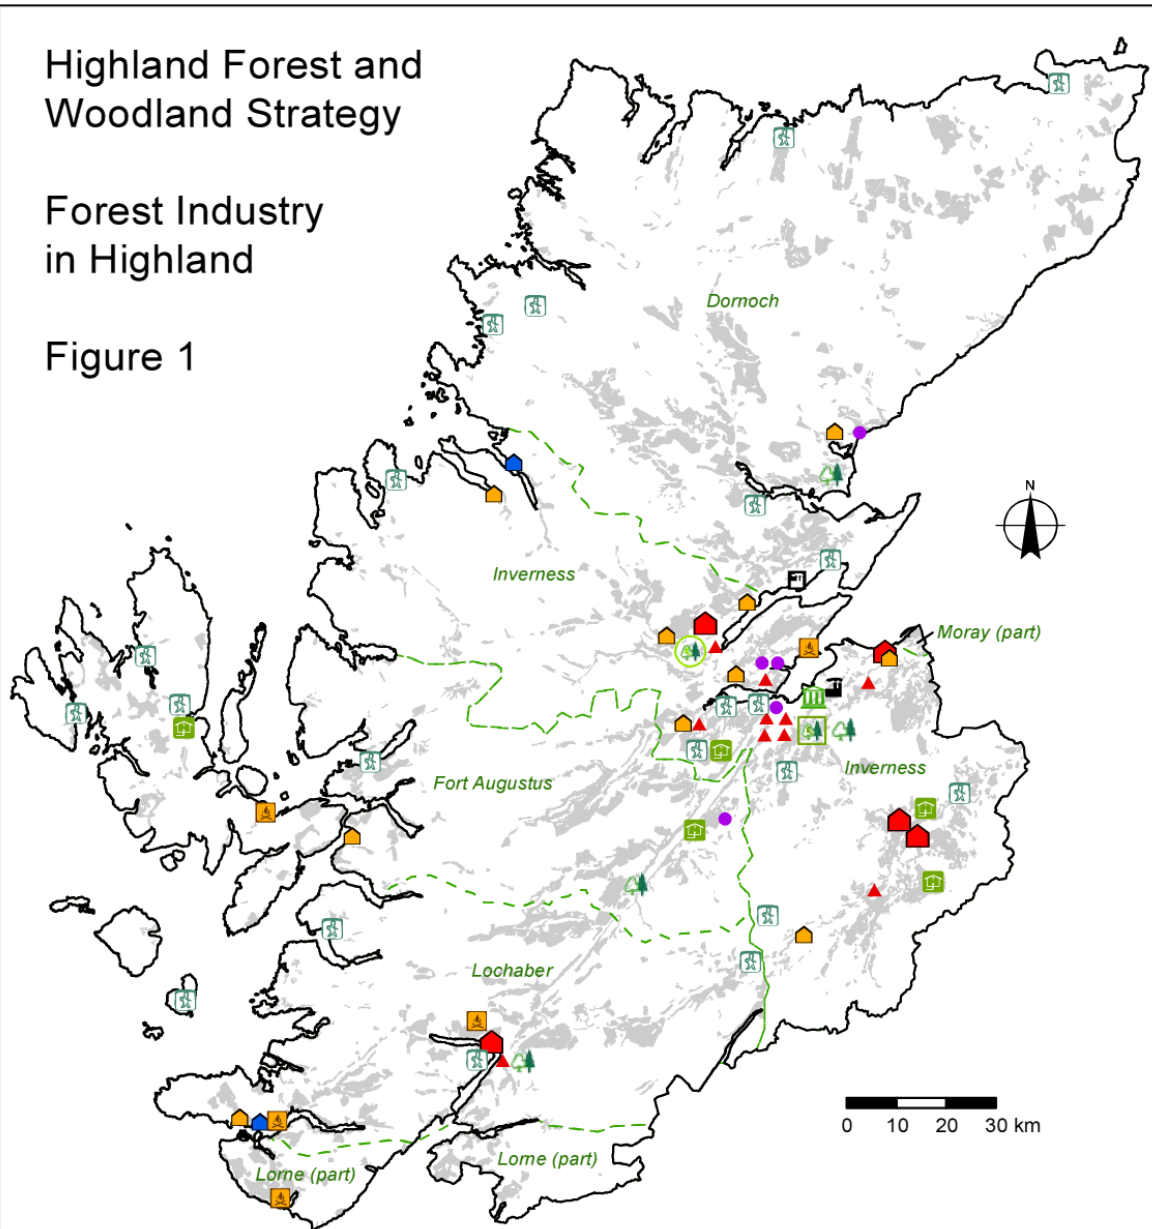 Highland Forest and
Woodland Strategy
Forest Industry
in Highland
Figure 1
Dornoch
N
Inverness
Moray (part)
Fort Augustus
Inverness
Lochaber
Lorne (part)
Lorne (part)
0 10 20 30 km